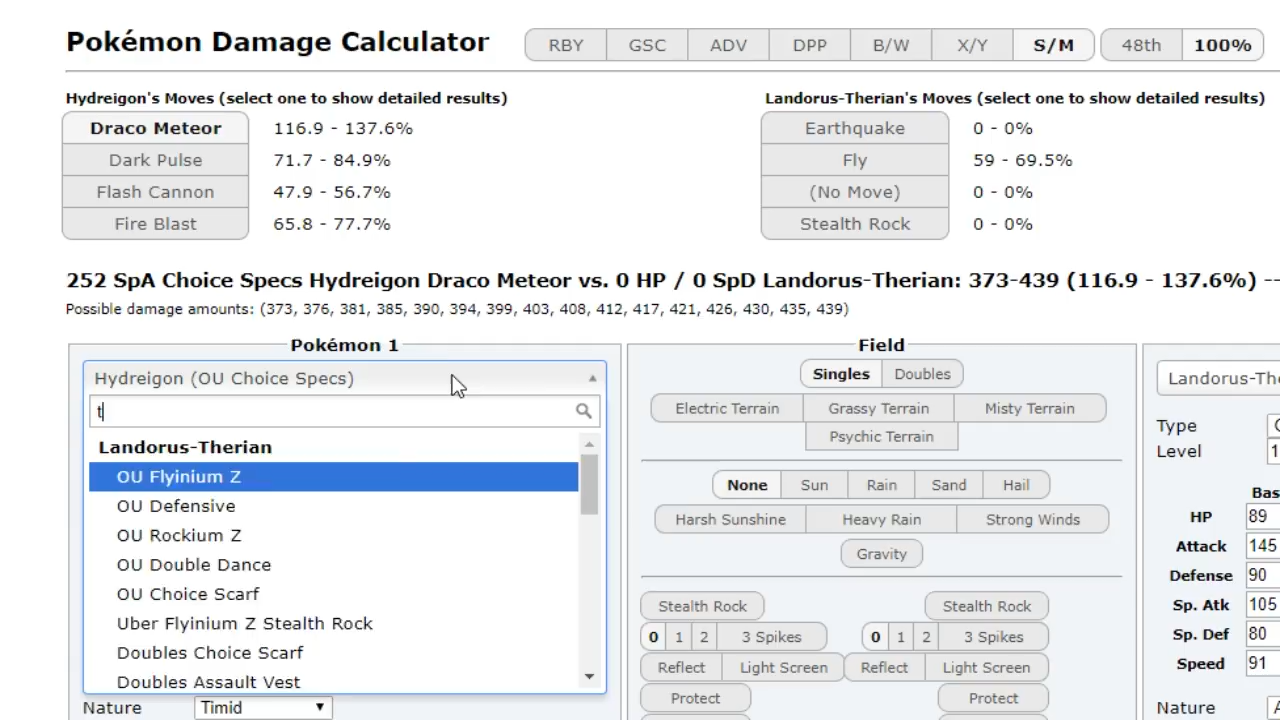 Pokémon Damage Calculator
RBY GSC ADV DPP B/W X/Y S/M 48th 100%
Hydreigon's Moves (select one to show detailed results)
Draco Meteor 116.9 - 137.6%
Dark Pulse 71.7 - 84.9%
Flash Cannon 47.9 - 56.7%
Fire Blast 65.8 - 77.7%
Landorus-Therian's Moves (select one to show detailed results)
Earthquake 0 - 0%
Fly 59 - 69.5%
(No Move) 0 - 0%
Stealth Rock 0 - 0%
252 SpA Choice Specs Hydreigon Draco Meteor vs. 0 HP / 0 SpD Landorus-Therian: 373-439 (116.9 - 137.6%) --
Possible damage amounts: (373, 376, 381, 385, 390, 394, 399, 403, 408, 412, 417, 421, 426, 430, 435, 439)
Pokémon 1
Hydreigon (OU Choice Specs)
t
Landorus-Therian
OU Flyinium Z
OU Defensive
OU Rockium Z
OU Double Dance
OU Choice Scarf
Uber Flyinium Z Stealth Rock
Doubles Choice Scarf
Doubles Assault Vest
Nature Timid
Field
Singles Doubles
Electric Terrain Grassy Terrain Misty Terrain
Psychic Terrain
None Sun Rain Sand Hail
Harsh Sunshine Heavy Rain Strong Winds
Gravity
Stealth Rock Stealth Rock
0 1 2 3 Spikes 0 1 2 3 Spikes
Reflect Light Screen Reflect Light Screen
Protect Protect
Landorus-The
Type
Level 1
Bas
HP 89
Attack 145
Defense 90
Sp. Atk 105
Sp. Def 80
Speed 91
Nature